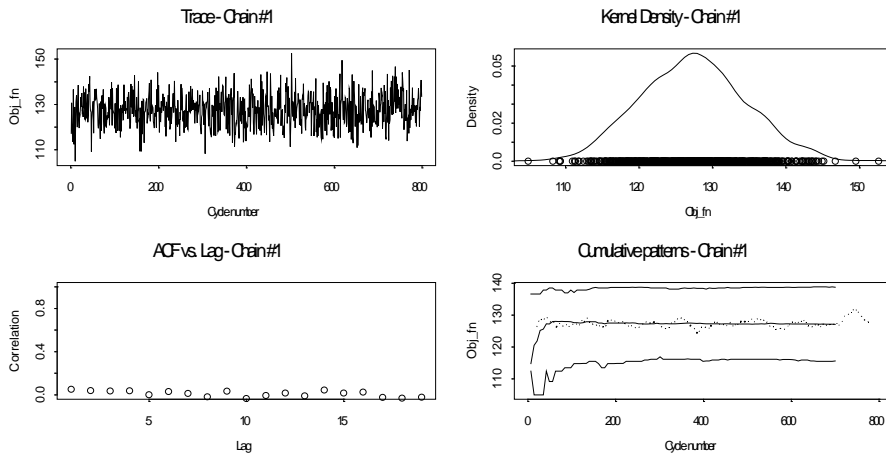 Trace - Chain #1
Obj_fn
110 130 150
0 200 400 600 800
Cycle number
Kernel Density - Chain #1
Density
0.0 0.02 0.05
110 120 130 140 150
Obj_fn
ACF vs. Lag - Chain #1
Correlation
0.0 0.4 0.8
5 10 15
Lag
Cumulative patterns - Chain #1
Obj_fn
110 120 130 140
0 200 400 600 800
Cycle number